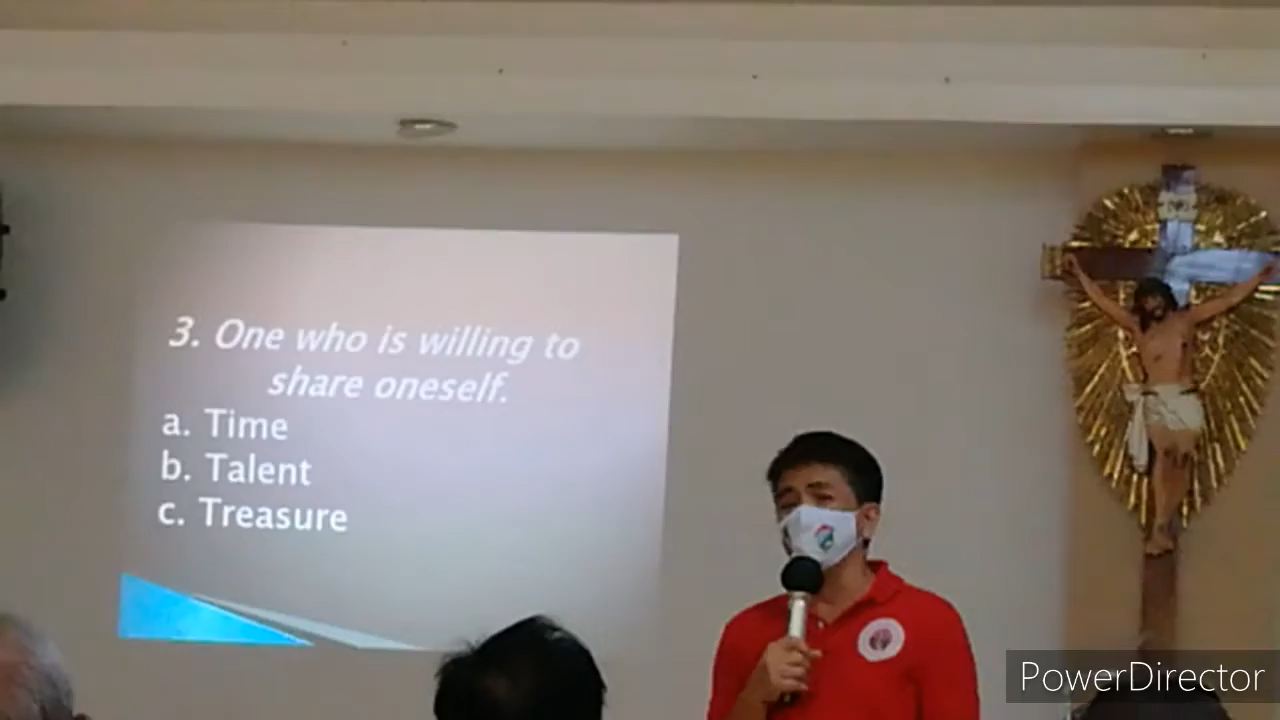 3. One who is willing to
share oneself.
a. Time
b. Talent
c. Treasure
PowerDirector